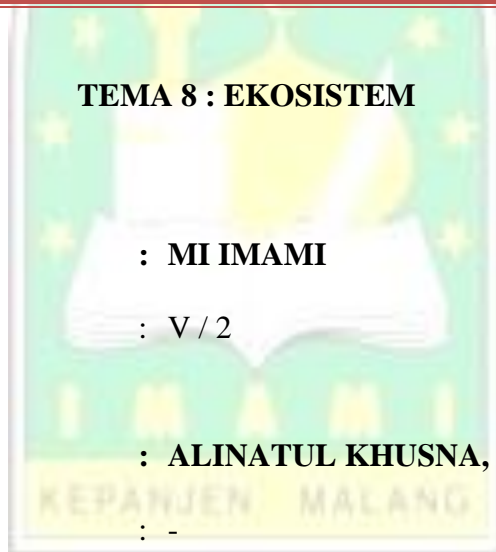 TEMA 8 : EKOSISTEM
: MI IMAMI
: V / 2
I M A M I
: ALINATUL KHUSNA,
KEPANJEN MALANG
: -